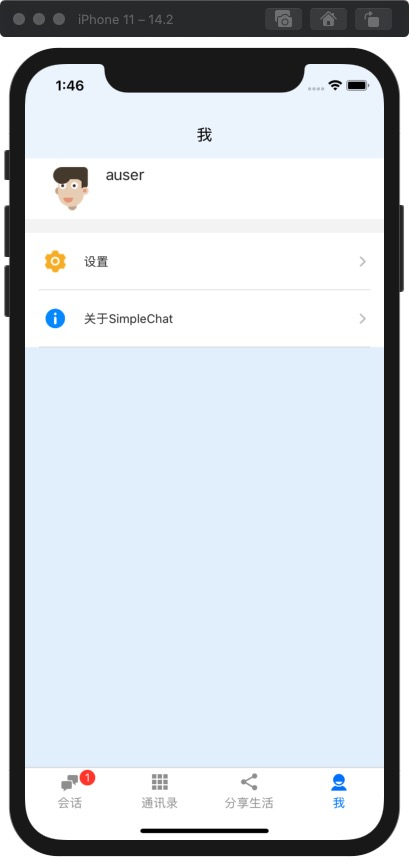 iPhone 11 – 14.2
1:46
我
auser
设置
关于SimpleChat
1
会话
通讯录
分享生活
我